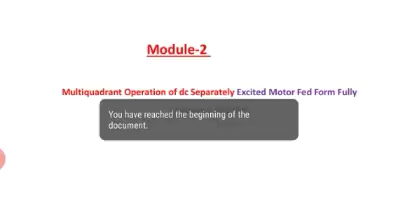 Module-2
Multiquadrant Operation of dc Separately Excited Motor Fed Form Fully
You have reached the beginning of the
document.